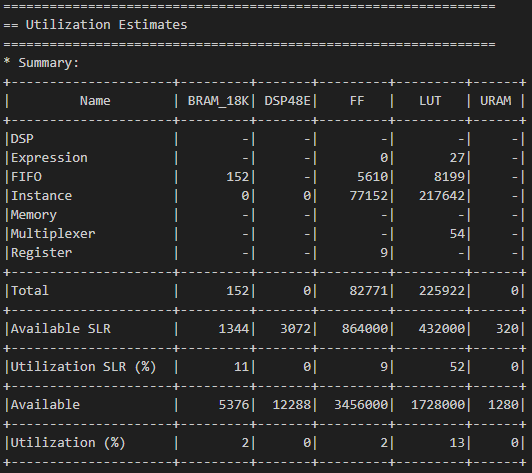 ================================================================
== Utilization Estimates
================================================================
* Summary:
+---------------------+---------+-------+---------+---------+------+
|         Name        | BRAM_18K| DSP48E|    FF   |   LUT   | URAM |
+---------------------+---------+-------+---------+---------+------+
|DSP                  |        -|      -|        -|        -|     -|
|Expression           |        -|      -|        0|       27|     -|
|FIFO                 |      152|      -|     5610|     8199|     -|
|Instance             |        0|      0|    77152|   217642|     -|
|Memory               |        -|      -|        -|        -|     -|
|Multiplexer          |        -|      -|        -|       54|     -|
|Register             |        -|      -|        9|        -|     -|
+---------------------+---------+-------+---------+---------+------+
|Total                |      152|      0|    82771|   225922|     0|
+---------------------+---------+-------+---------+---------+------+
|Available SLR        |     1344|   3072|   864000|   432000|   320|
+---------------------+---------+-------+---------+---------+------+
|Utilization SLR (%)  |       11|      0|        9|       52|     0|
+---------------------+---------+-------+---------+---------+------+
|Available            |     5376|  12288|  3456000|  1728000|  1280|
+---------------------+---------+-------+---------+---------+------+
|Utilization (%)      |        2|      0|        2|       13|     0|
+---------------------+---------+-------+---------+---------+------+